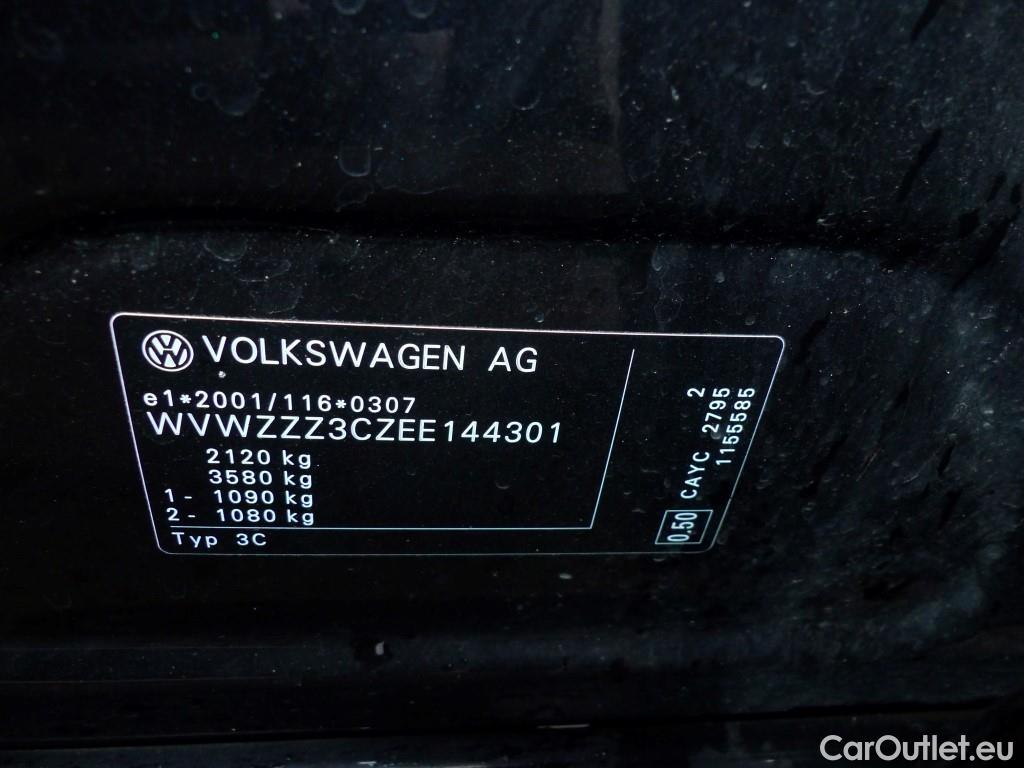 VOLKSWAGEN AG
e1*2001/116*0307
WVWZZZ3CZEE144301
2120 kg
3580 kg
1- 1090 kg
2- 1080 kg
Typ 3C
2
0,50 CAYC 2795
1155585
CarOutlet.eu